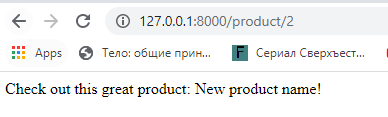 127.0.0.1:8000/product/2
Apps Тело: общие прин... Сериал Сверхъест...
Check out this great product: New product name!